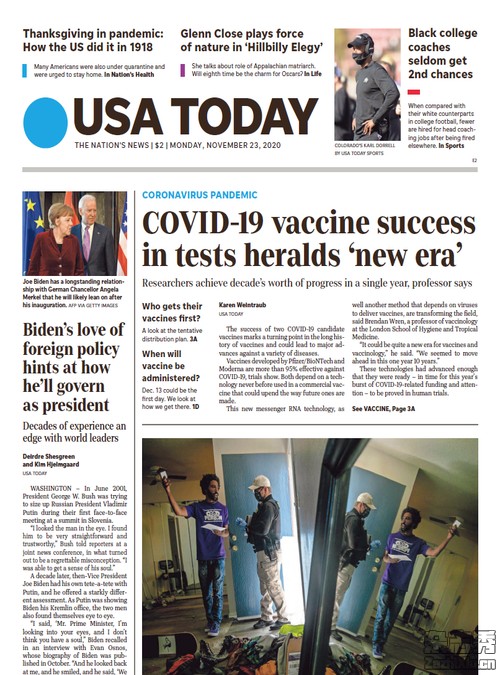 Thanksgiving in pandemic:
How the US did it in 1918
Many Americans were also under quarantine and
were urged to stay home. In Nation's Health
Glenn Close plays force
of nature in 'Hillbilly Elegy'
She talks about role of Appalachian matriarch.
Will eighth time be the charm for Oscars? In Life
COLORADO'S KARL DORRELL
BY USA TODAY SPORTS
Black college
coaches
seldom get
2nd chances
When compared with
their white counterparts
in college football, fewer
are hired for head coach-
ing jobs after being fired
elsewhere. In Sports
USA TODAY
THE NATION'S NEWS | $2 | MONDAY, NOVEMBER 23, 2020
E2
Joe Biden has a longstanding relation-
ship with German Chancellor Angela
Merkel that he will likely lean on after
his inauguration. AFP VIA GETTY IMAGES
Biden's love of
foreign policy
hints at how
he'll govern
as president
Decades of experience an
edge with world leaders
Deirdre Shesgreen
and Kim Hjelmgaard
USA TODAY
WASHINGTON – In June 2001,
President George W. Bush was
trying to size up Russian President Vladimir
Putin during their first face-to-face
meeting at a summit in Slovenia.
"I looked the man in the eye. I found
him to be very straightforward and
trustworthy," Bush told reporters at a
joint news conference, in what turned
out to be a regrettable misconception. "I
was able to get a sense of his soul."
A decade later, then-Vice President
Joe Biden had his own tete-a-tete with
Putin, and he offered a starkly differ-
ent assessment. As Putin was showing
Biden his Kremlin office, the two men
also found themselves eye to eye.
"I said, 'Mr. Prime Minister, I'm
looking into your eyes, and I don't
think you have a soul,' " Biden recalled
in an interview with Evan Osnos,
whose biography of Biden was pub-
lished in October. "And he looked back
at me, and he smiled, and he said, 'We
CORONAVIRUS PANDEMIC
COVID-19 vaccine success
in tests heralds 'new era'
Researchers achieve decade's worth of progress in a single year, professor says
Who gets their
vaccines first?
A look at the tentative
distribution plan. 3A
When will
vaccine be
administered?
Dec. 13 could be the
first day. We look at
how we get there. 1D
Karen Weintraub
USA TODAY
The success of two COVID-19 candidate
vaccines marks a turning point in the long his-
tory of vaccines and could lead to major ad-
vances against a variety of diseases.
Vaccines developed by Pfizer/BioNTech and
Moderna are more than 95% effective against
COVID-19, trials show. Both depend on a tech-
nology never before used in a commercial vac-
cine that could upend the way future ones are
made.
This new messenger RNA technology, as
well another method that depends on viruses
to deliver vaccines, are transforming the field,
said Brendan Wren, a professor of vaccinology
at the London School of Hygiene and Tropical
Medicine.
"It could be quite a new era for vaccines and
vaccinology," he said. "We seemed to move
ahead in this one year 10 years."
These technologies had advanced enough
that they were ready – in time for this year's
burst of COVID-19-related funding and atten-
tion – to be proved in human trials.
See VACCINE, Page 3A